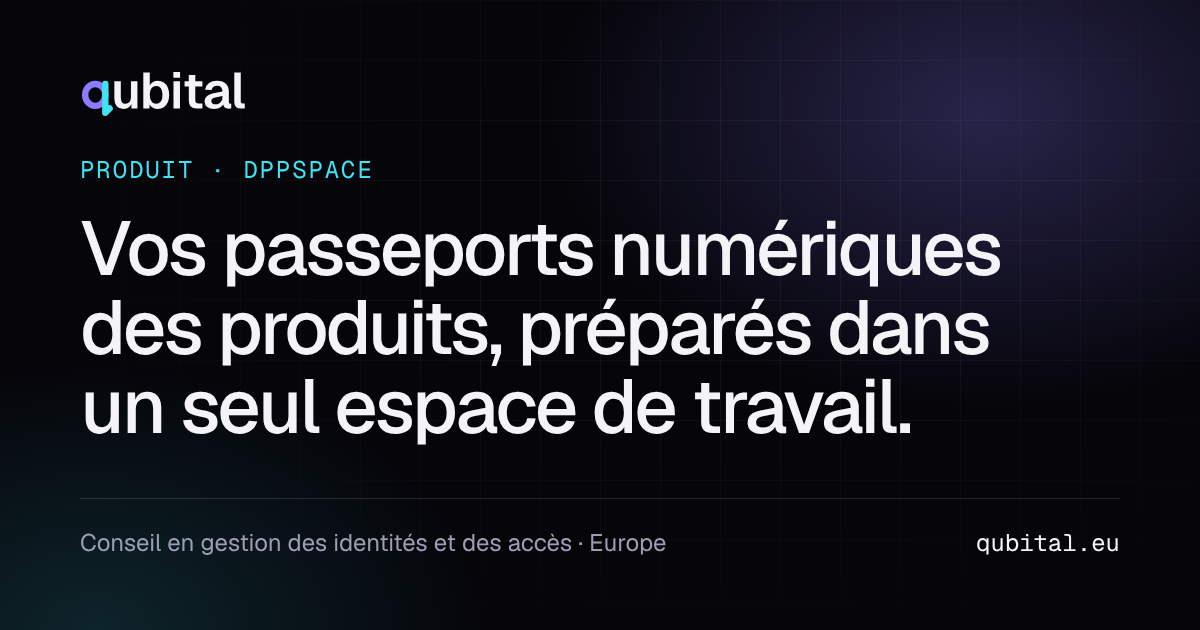 qubital
PRODUIT · DPPSPACE
Vos passeports numériques
des produits, préparés dans
un seul espace de travail.
Conseil en gestion des identités et des accès · Europe
qubital.eu